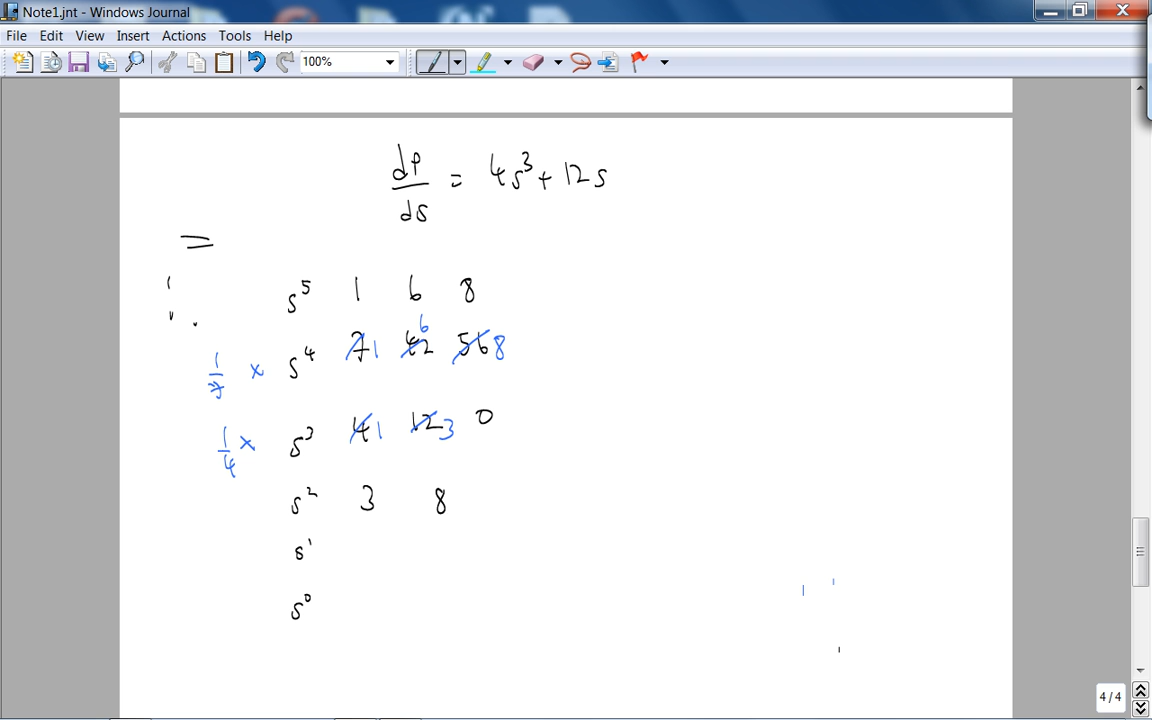 Note1.jnt - Windows Journal
File Edit View Insert Actions Tools Help
100%
dP/ds = 4s³ + 12s
=
s⁵ 1 6 8
1/7 × s⁴ 7 1 42 6 56 8
1/4 × s³ 4 1 12 3 0
s² 3 8
s¹
s⁰
4 / 4